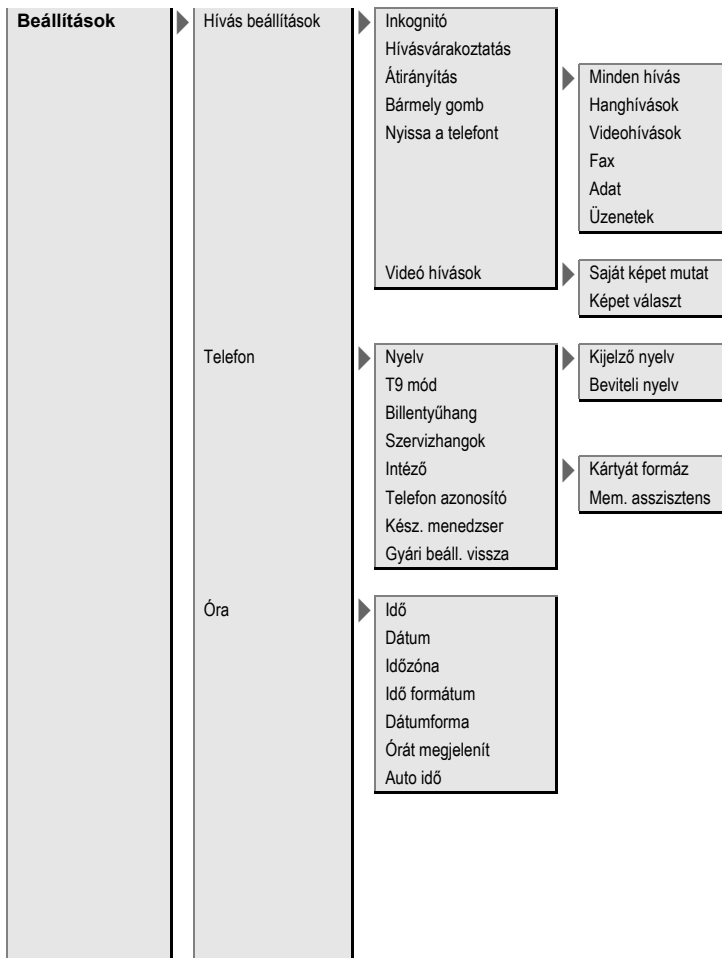 Beállítások
Hívás beállítások
Inkognitó
Hívásvárakoztatás
Átirányítás
Minden hívás
Hanghívások
Videohívások
Fax
Adat
Üzenetek
Bármely gomb
Nyissa a telefont
Videó hívások
Saját képet mutat
Képet választ
Telefon
Nyelv
Kijelző nyelv
Beviteli nyelv
T9 mód
Billentyűhang
Szervizhangok
Intéző
Kártyát formáz
Mem. asszisztens
Telefon azonosító
Kész. menedzser
Gyári beáll. vissza
Óra
Idő
Dátum
Időzóna
Idő formátum
Dátumforma
Órát megjelenít
Auto idő